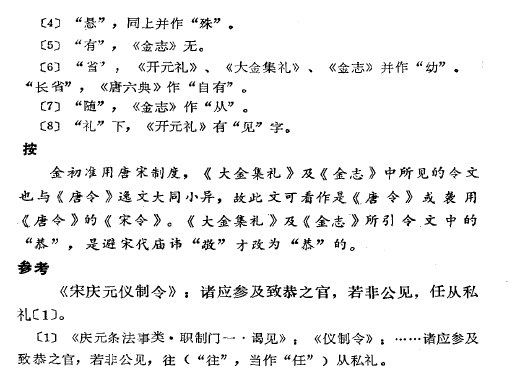 〔4〕“悬”，同上并作“殊”。
〔5〕“有”，《金志》无。
〔6〕“省’，《开元礼》、《大金集礼》、《金志》并作“幼”。
“长省”，《唐六典》作“自有”。
〔7〕“随”，《金志》作“从”。
〔8〕“礼”下，《开元礼》有“见”字。
按
金初准用唐宋制度，《大金集礼》及《金志》中所见的令文
也与《唐令》逸文大同小异，故此文可看作是《唐令》或袭用
《唐令》的《宋令》。《大金集礼》及《金志》所引令文中的
“恭”，是避宋代庙讳“敬”才改为“恭”的。
参考
《宋庆元仪制令》：诸应参及致恭之官，若非公见，任从私
礼〔1〕。
〔1〕《庆元条法事类·职制门一·谒见》：《仪制令》：……诸应参及
致恭之官，若非公见，往（“往”，当作“任”）从私礼。